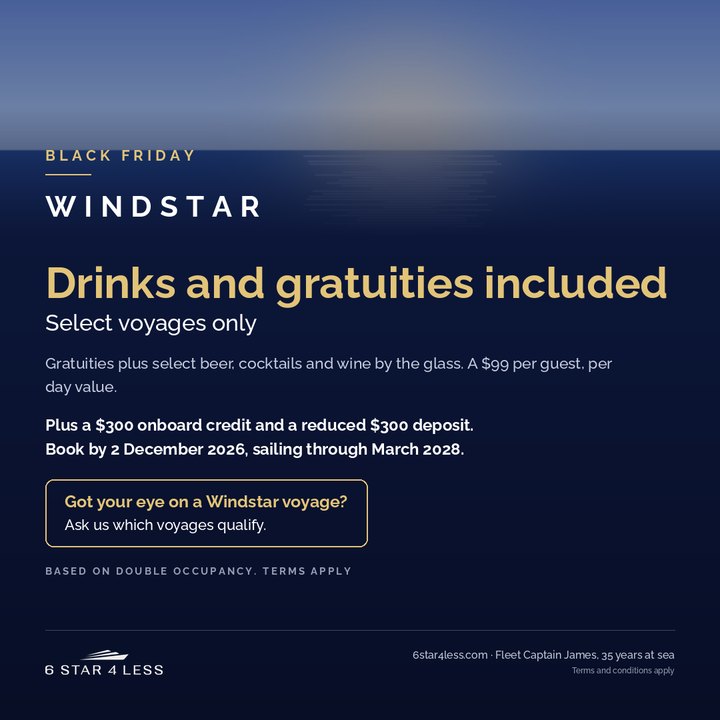 BLACK FRIDAY
WINDSTAR
Drinks and gratuities included
Select voyages only
Gratuities plus select beer, cocktails and wine by the glass. A $99 per guest, per
day value.
Plus a $300 onboard credit and a reduced $300 deposit.
Book by 2 December 2026, sailing through March 2028.
Got your eye on a Windstar voyage?
Ask us which voyages qualify.
BASED ON DOUBLE OCCUPANCY. TERMS APPLY
6 STAR 4 LESS
6star4less.com · Fleet Captain James, 35 years at sea
Terms and conditions apply